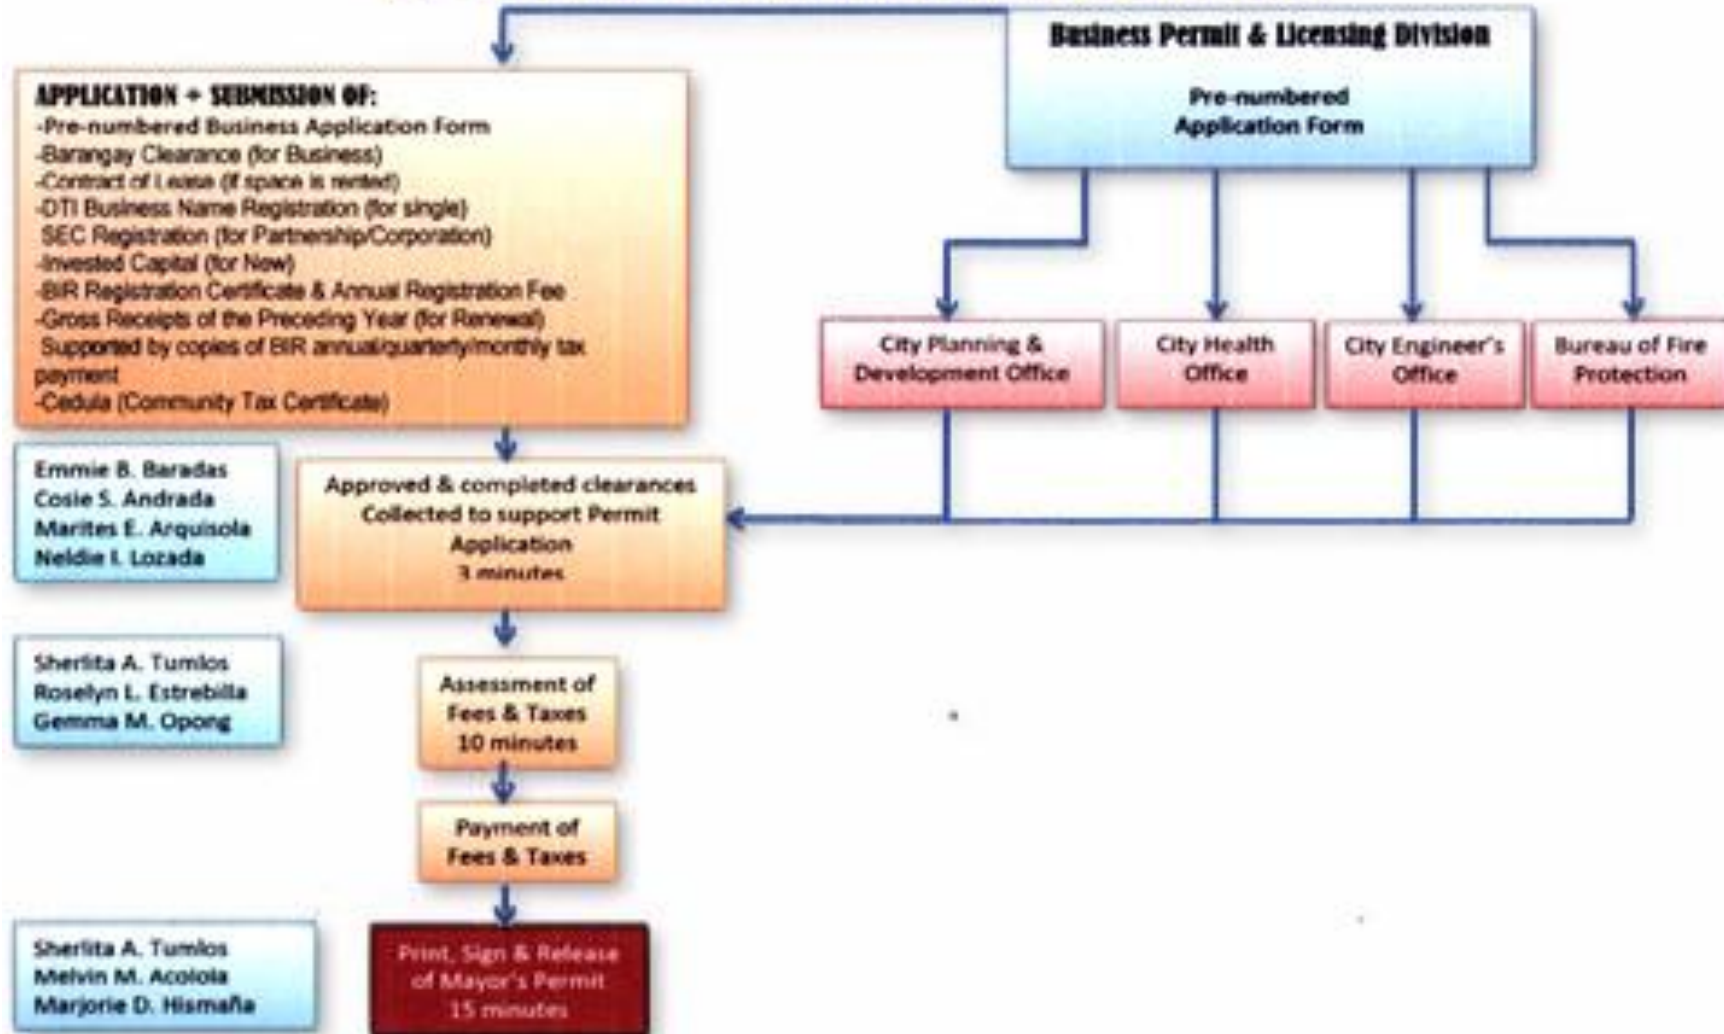 Business Permit & Licensing Division
Pre-numbered
Application Form
APPLICATION + SUBMISSION OF:
-Pre-numbered Business Application Form
-Barangay Clearance (for Business)
-Contract of Lease (if space is rented)
-DTI Business Name Registration (for single)
SEC Registration (for Partnership/Corporation)
-Invested Capital (for New)
-BIR Registration Certificate & Annual Registration Fee
-Gross Receipts of the Preceding Year (for Renewal)
Supported by copies of BIR annual/quarterly/monthly tax
payment
-Cedula (Community Tax Certificate)
City Planning &
Development Office
City Health
Office
City Engineer's
Office
Bureau of Fire
Protection
Emmie B. Baradas
Cosie S. Andrada
Marites E. Arquisola
Neldie I. Lozada
Approved & completed clearances
Collected to support Permit
Application
3 minutes
Sherlita A. Tumlos
Roselyn L. Estrebilla
Gemma M. Opong
Assessment of
Fees & Taxes
10 minutes
Payment of
Fees & Taxes
Sherlita A. Tumlos
Melvin M. Acolola
Marjorie D. Hismaña
Print, Sign & Release
of Mayor's Permit
15 minutes